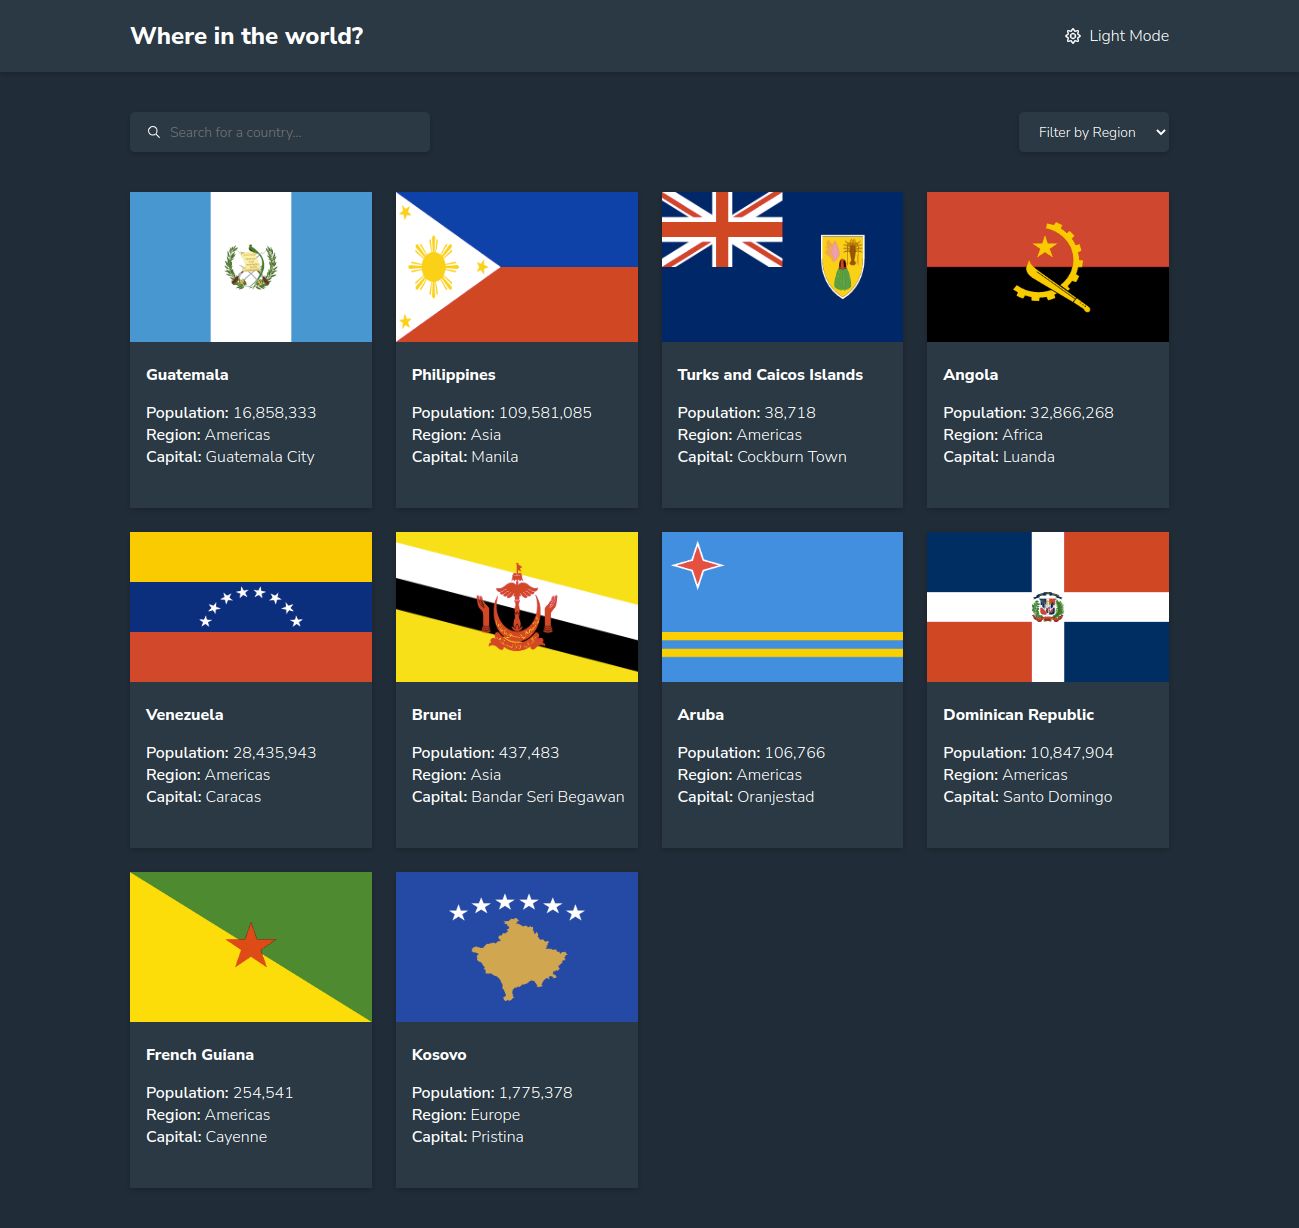 Where in the world?
Light Mode
Search for a country...
Filter by Region
Guatemala
Population: 16,858,333
Region: Americas
Capital: Guatemala City
Philippines
Population: 109,581,085
Region: Asia
Capital: Manila
Turks and Caicos Islands
Population: 38,718
Region: Americas
Capital: Cockburn Town
Angola
Population: 32,866,268
Region: Africa
Capital: Luanda
Venezuela
Population: 28,435,943
Region: Americas
Capital: Caracas
Brunei
Population: 437,483
Region: Asia
Capital: Bandar Seri Begawan
Aruba
Population: 106,766
Region: Americas
Capital: Oranjestad
Dominican Republic
Population: 10,847,904
Region: Americas
Capital: Santo Domingo
French Guiana
Population: 254,541
Region: Americas
Capital: Cayenne
Kosovo
Population: 1,775,378
Region: Europe
Capital: Pristina